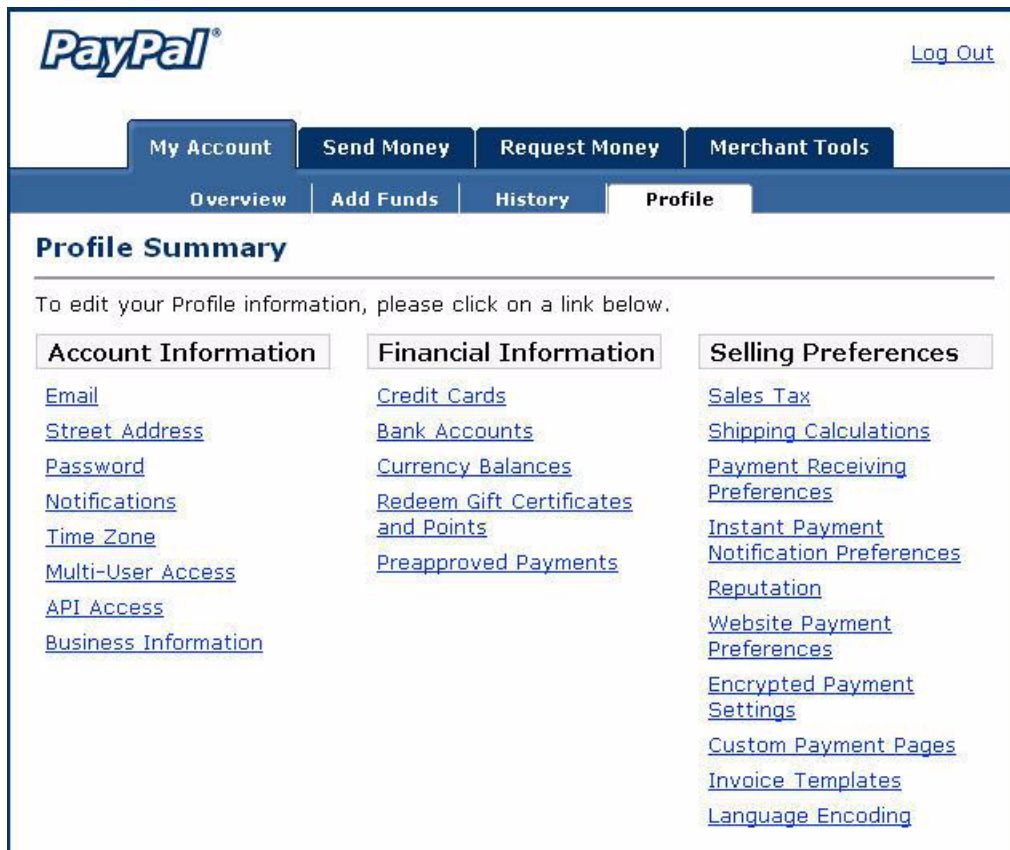 PayPal®
Log Out
My Account
Send Money
Request Money
Merchant Tools
Overview
Add Funds
History
Profile
Profile Summary
To edit your Profile information, please click on a link below.
Account Information
Email
Street Address
Password
Notifications
Time Zone
Multi-User Access
API Access
Business Information
Financial Information
Credit Cards
Bank Accounts
Currency Balances
Redeem Gift Certificates
and Points
Preapproved Payments
Selling Preferences
Sales Tax
Shipping Calculations
Payment Receiving
Preferences
Instant Payment
Notification Preferences
Reputation
Website Payment
Preferences
Encrypted Payment
Settings
Custom Payment Pages
Invoice Templates
Language Encoding